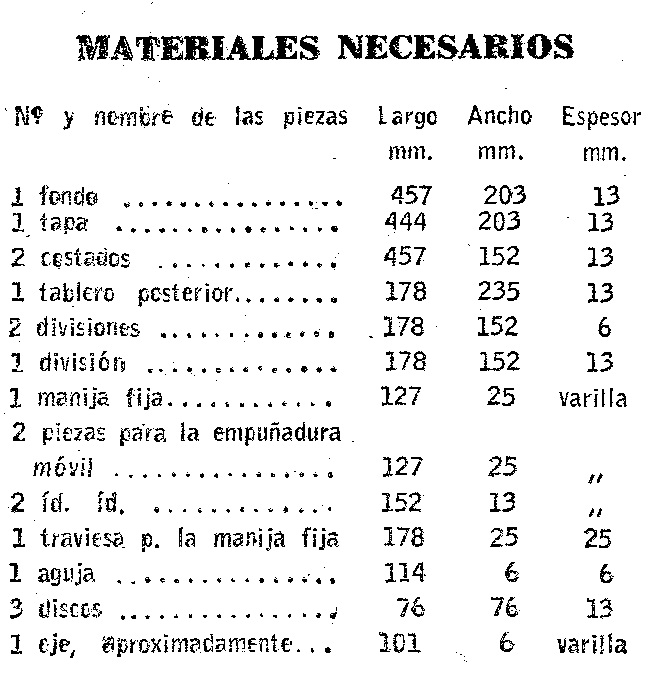 MATERIALES NECESARIOS
Nº y nombre de las piezas Largo Ancho Espesor
mm. mm. mm.
1 fondo ................ 457 203 13
1 tapa ................ 444 203 13
2 costados ............. 457 152 13
1 tablero posterior........ 178 235 13
2 divisiones ............. 178 152 6
1 división .............. 178 152 13
1 manija fija............ 127 25 varilla
2 piezas para la empuñadura
móvil ................ 127 25 „
2 íd. íd. ............. 152 13 „
1 traviesa p. la manija fija 178 25 25
1 aguja ................ 114 6 6
3 discos ................ 76 76 13
1 eje, aproximadamente... 101 6 varilla